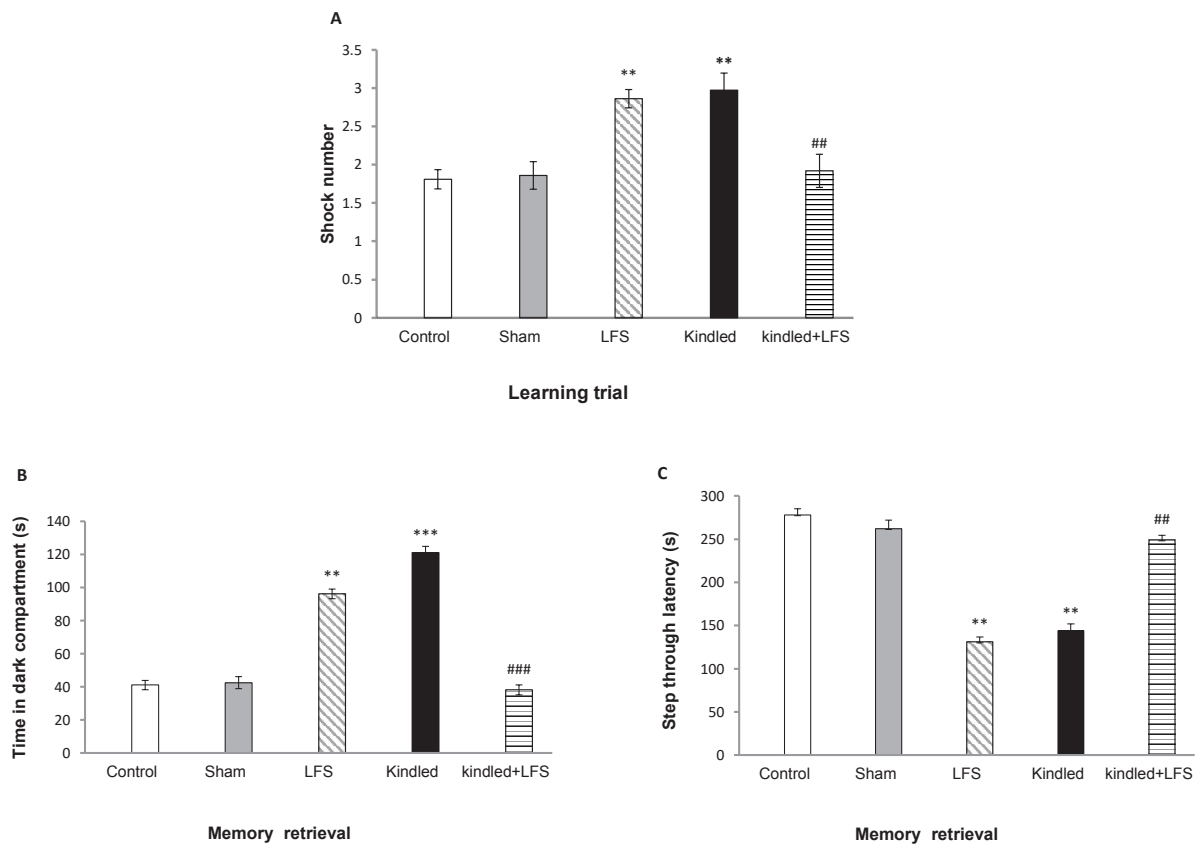 A
Shock number
3.5
3
2.5
2
1.5
1
0.5
0
**
**
##
Control Sham LFS Kindled kindled+LFS
Learning trial
B
Time in dark compartment (s)
140
120
100
80
60
40
20
0
**
***
###
Control Sham LFS Kindled kindled+LFS
Memory retrieval
C
Step through latency (s)
300
250
200
150
100
50
0
**
**
##
Control Sham LFS Kindled kindled+LFS
Memory retrieval